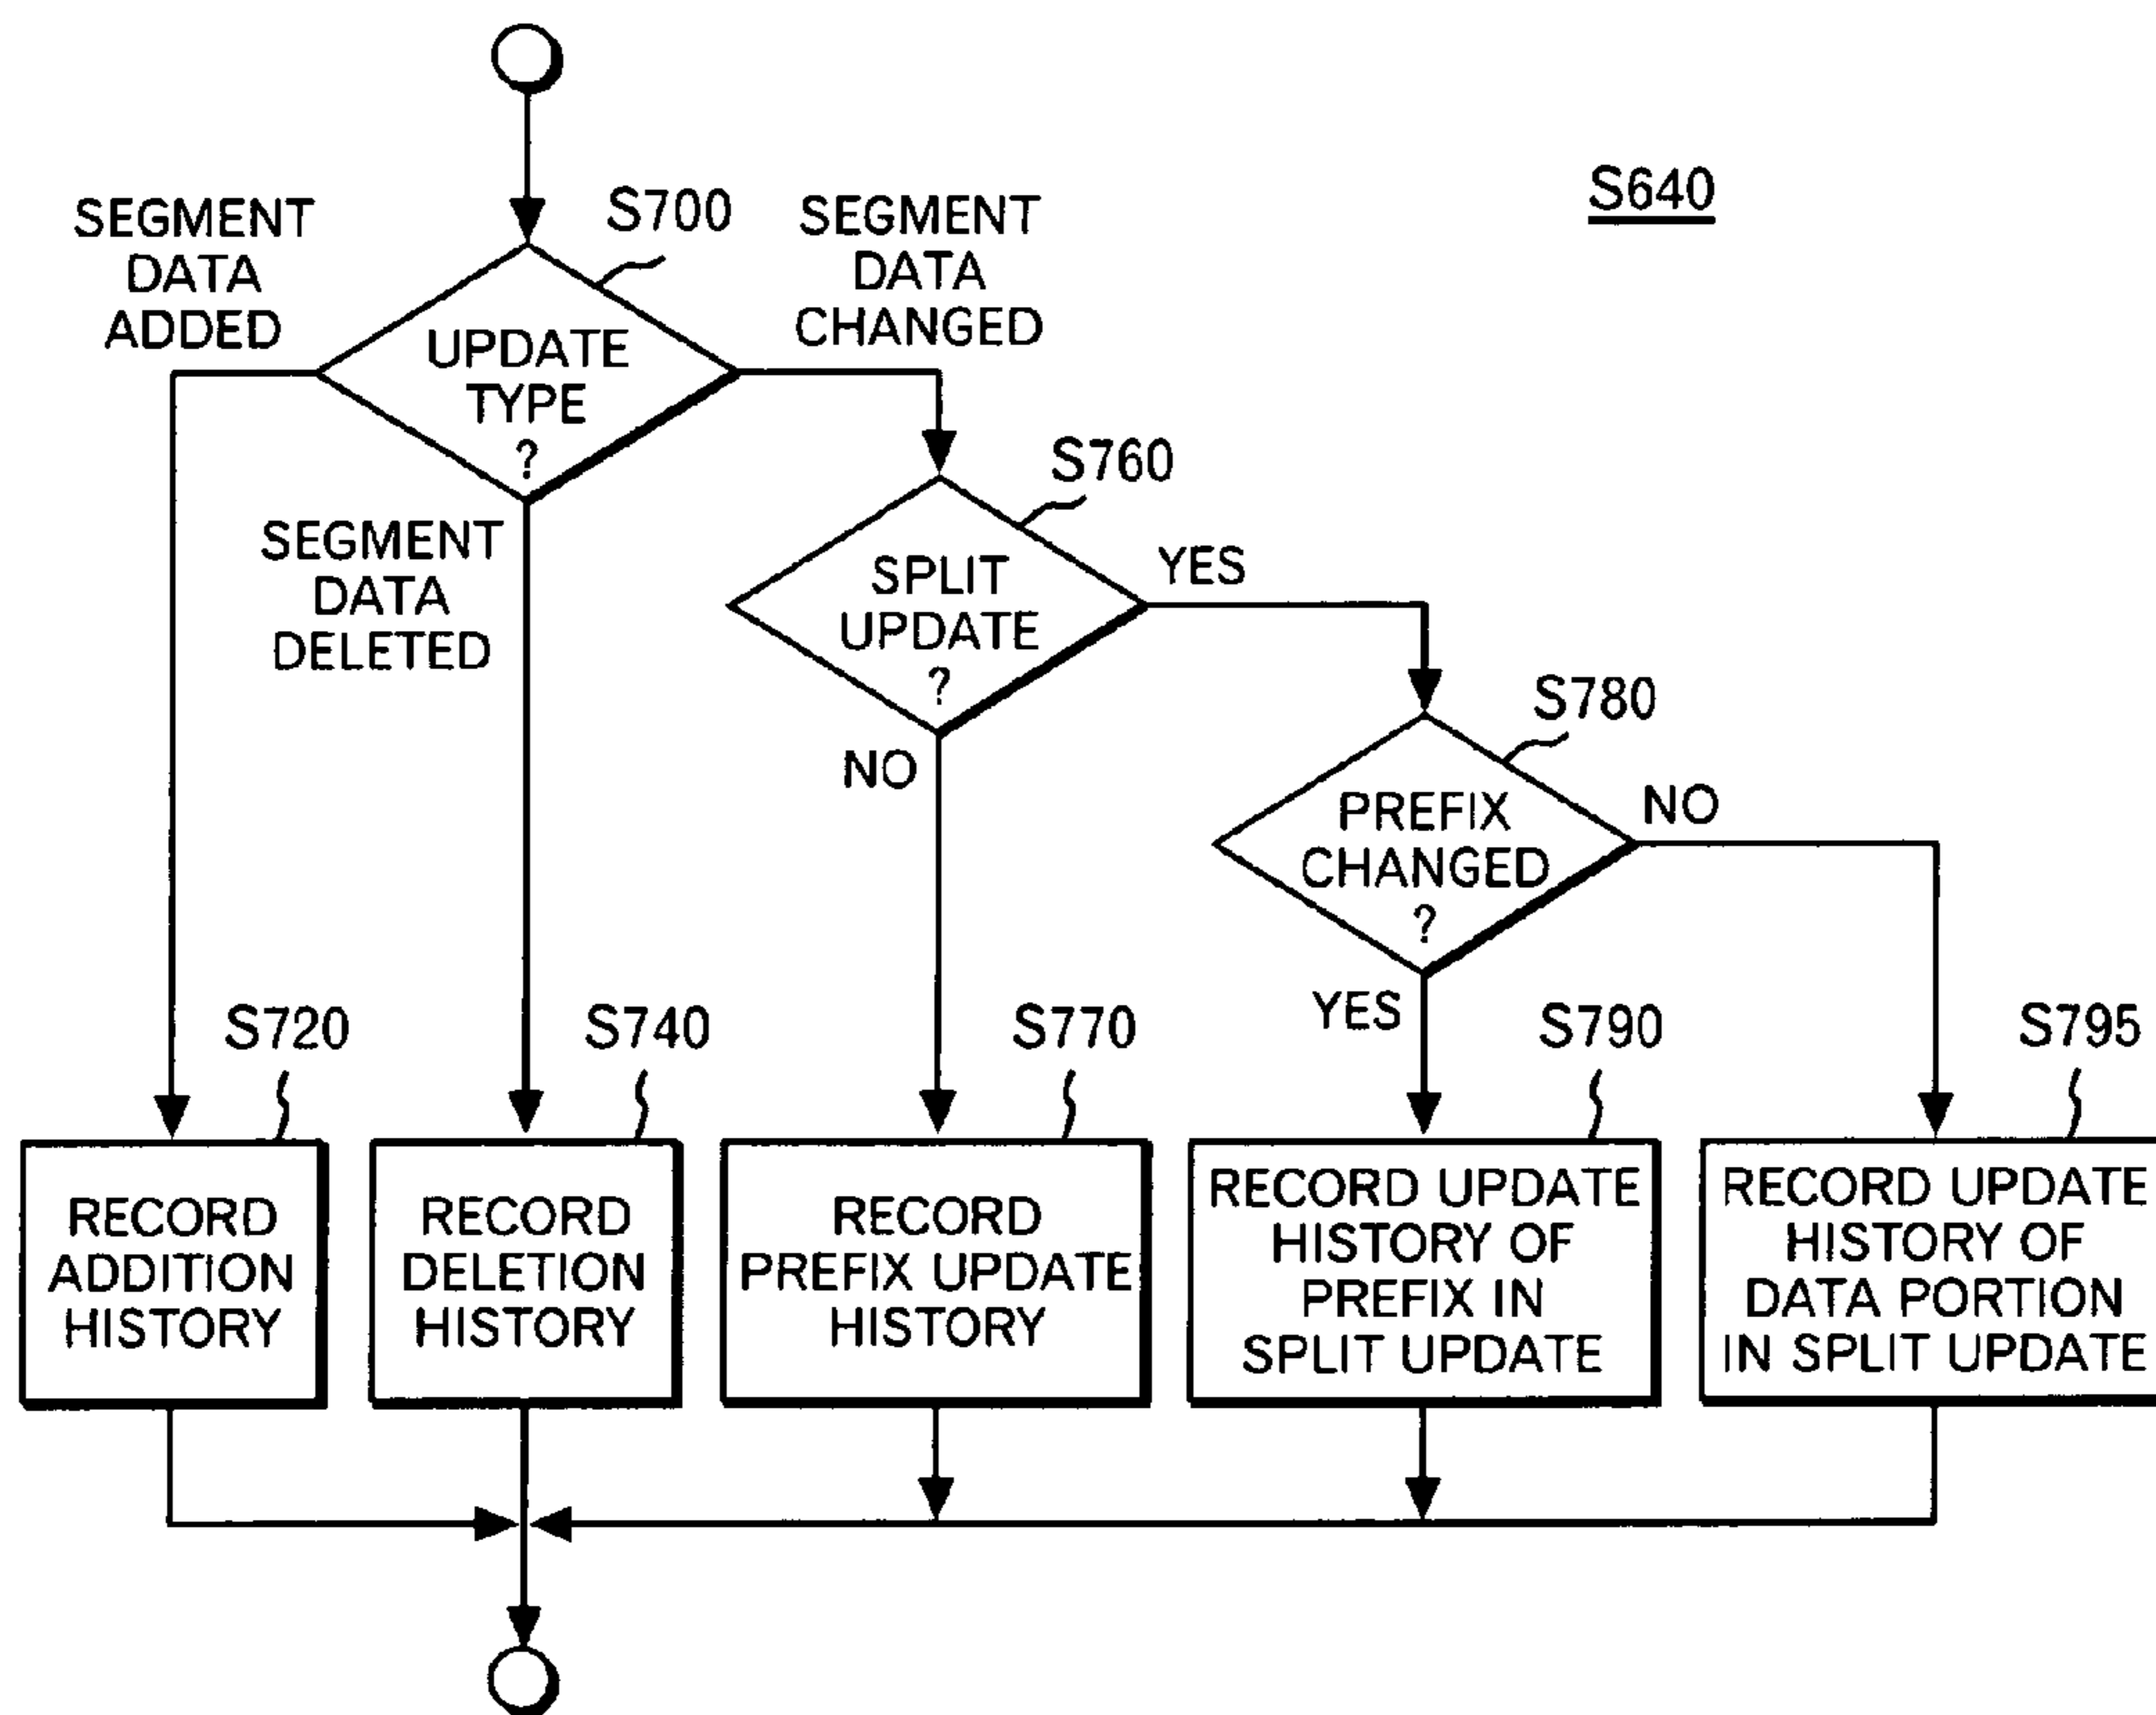 S640
SEGMENT
DATA
ADDED
S700
SEGMENT
DATA
CHANGED
UPDATE
TYPE
?
SEGMENT
DATA
DELETED
S760
SPLIT
UPDATE
?
YES
NO
S780
PREFIX
CHANGED
?
NO
YES
S720
S740
S770
S790
S795
RECORD
ADDITION
HISTORY
RECORD
DELETION
HISTORY
RECORD
PREFIX UPDATE
HISTORY
RECORD UPDATE
HISTORY OF
PREFIX IN
SPLIT UPDATE
RECORD UPDATE
HISTORY OF
DATA PORTION
IN SPLIT UPDATE